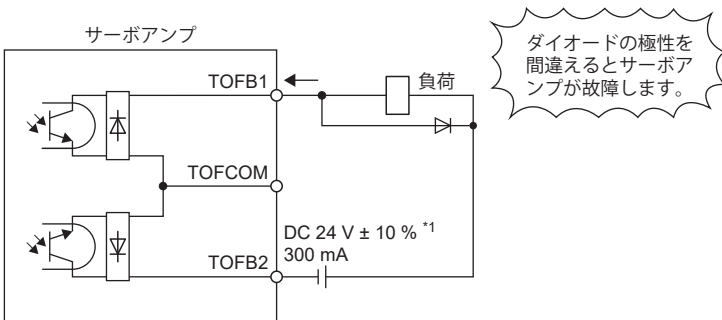 サーボアンプ
ダイオードの極性を
間違えるとサーボア
ンプが故障します。
TOFB1
負荷
TOFCOM
DC 24 V ± 10 % *1
300 mA
TOFB2